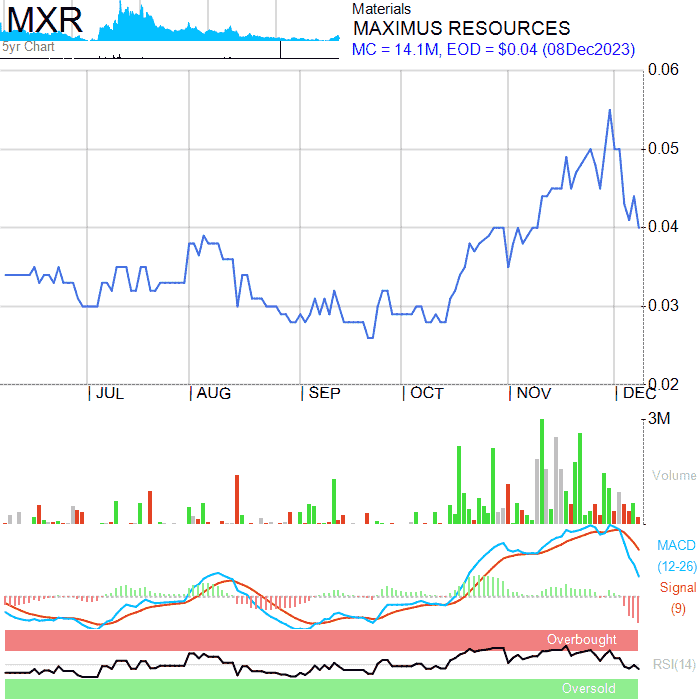 MXR
5yr Chart
Materials
MAXIMUS RESOURCES
MC = 14.1M, EOD = $0.04 (08Dec2023)
0.06
0.05
0.04
0.03
0.02
JUL AUG SEP OCT NOV DEC
3M
Volume
MACD
(12-26)
Signal
(9)
Overbought
RSI(14)
Oversold